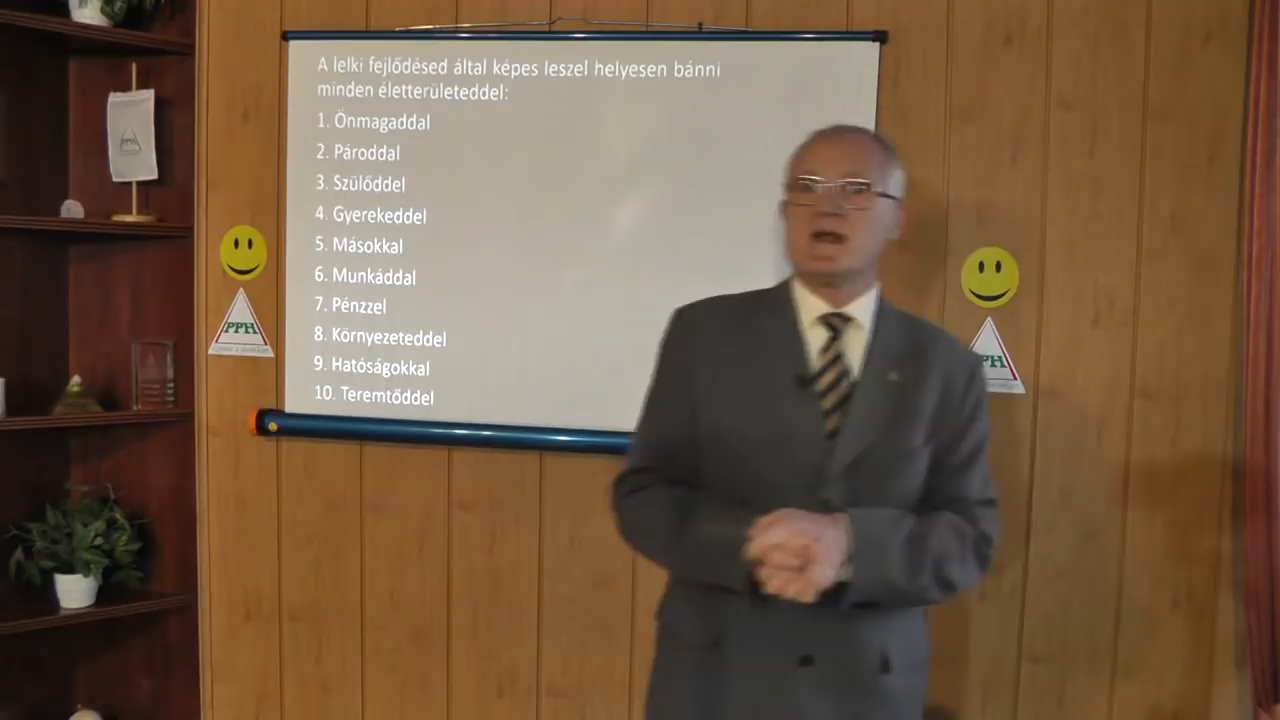 A lelki fejlődésed által képes leszel helyesen bánni
minden életterületeddel:
1. Önmagaddal
2. Pároddal
3. Szülőddel
4. Gyerekeddel
5. Másokkal
6. Munkáddal
7. Pénzzel
8. Környezeteddel
9. Hatóságokkal
10. Teremtőddel
PPH
PH